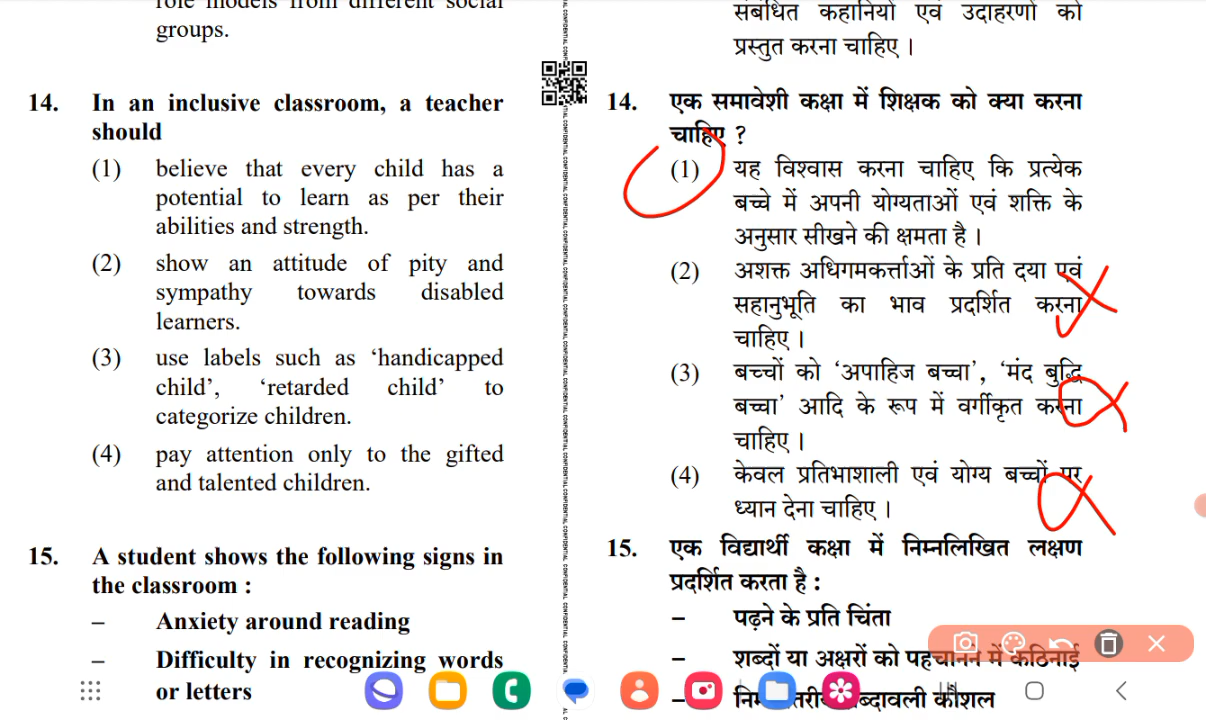 role models from different social
groups.
14. In an inclusive classroom, a teacher
should
(1) believe that every child has a
potential to learn as per their
abilities and strength.
(2) show an attitude of pity and
sympathy towards disabled
learners.
(3) use labels such as ‘handicapped
child’, ‘retarded child’ to
categorize children.
(4) pay attention only to the gifted
and talented children.
15. A student shows the following signs in
the classroom :
– Anxiety around reading
– Difficulty in recognizing words
or letters
संबंधित कहानियों एवं उदाहरणों को
प्रस्तुत करना चाहिए ।
14. एक समावेशी कक्षा में शिक्षक को क्या करना
चाहिए ?
(1) यह विश्वास करना चाहिए कि प्रत्येक
बच्चे में अपनी योग्यताओं एवं शक्ति के
अनुसार सीखने की क्षमता है ।
(2) अशक्त अधिगमकर्त्ताओं के प्रति दया एवं
सहानुभूति का भाव प्रदर्शित करना
चाहिए ।
(3) बच्चों को ‘अपाहिज बच्चा’, ‘मंद बुद्धि
बच्चा’ आदि के रूप में वर्गीकृत करना
चाहिए ।
(4) केवल प्रतिभाशाली एवं योग्य बच्चों पर
ध्यान देना चाहिए ।
15. एक विद्यार्थी कक्षा में निम्नलिखित लक्षण
प्रदर्शित करता है :
– पढ़ने के प्रति चिंता
– शब्दों या अक्षरों को पहचानने में कठिनाई
– कौशल